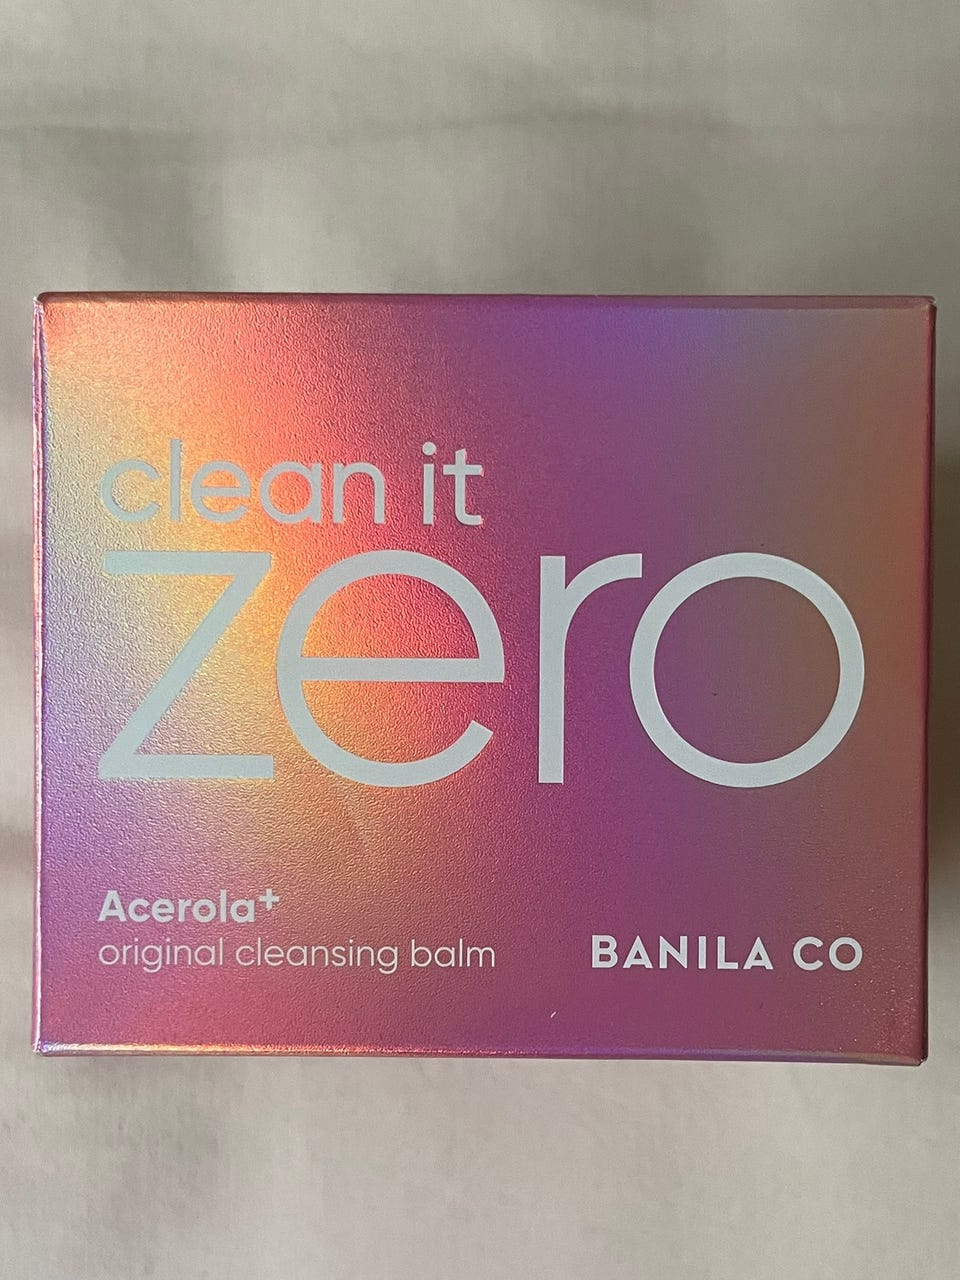 clean it
zero
Acerola⁺
original cleansing balm
BANILA CO